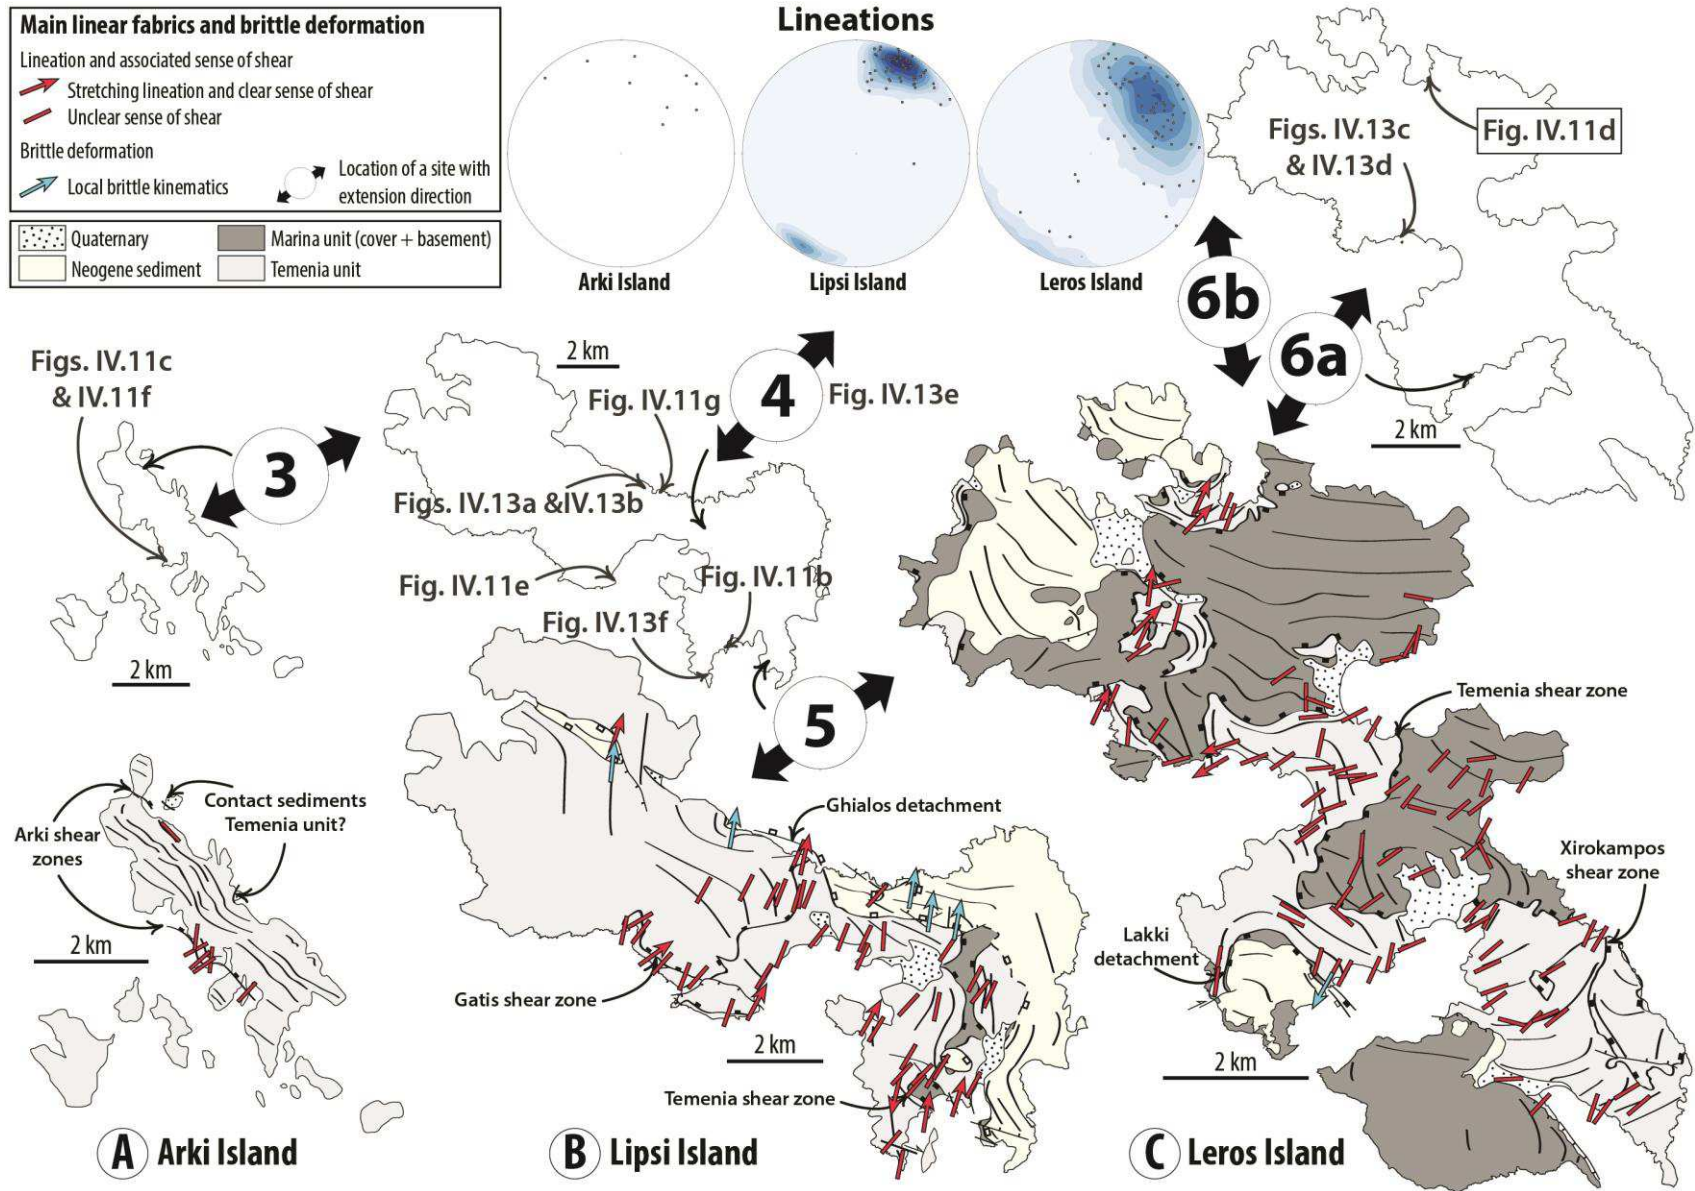 Main linear fabrics and brittle deformation
Lineation and associated sense of shear
Stretching lineation and clear sense of shear
Unclear sense of shear
Brittle deformation
Local brittle kinematics
Location of a site with
extension direction
Quaternary
Marina unit (cover + basement)
Neogene sediment
Temenia unit
Lineations
Arki Island
Lipsi Island
Leros Island
Figs. IV.13c
& IV.13d
Fig. IV.11d
6b
6a
2 km
Figs. IV.11c
& IV.11f
3
2 km
2 km
4
Fig. IV.13e
Fig. IV.11g
Figs. IV.13a &IV.13b
Fig. IV.11e
Fig. IV.11b
Fig. IV.13f
5
Arki shear
zones
Contact sediments
Temenia unit?
2 km
A Arki Island
Ghialos detachment
Gatis shear zone
2 km
Temenia shear zone
B Lipsi Island
Temenia shear zone
Xirokampos
shear zone
Lakki
detachment
2 km
C Leros Island